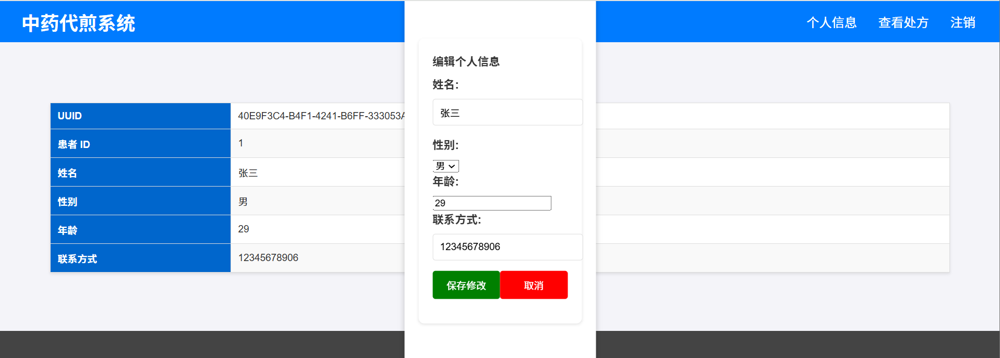 中药代煎系统
个人信息 查看处方 注销
UUID 40E9F3C4-B4F1-4241-B6FF-333053A
患者 ID 1
姓名 张三
性别 男
年龄 29
联系方式 12345678906
编辑个人信息
姓名:
张三
性别:
男
年龄:
29
联系方式:
12345678906
保存修改 取消